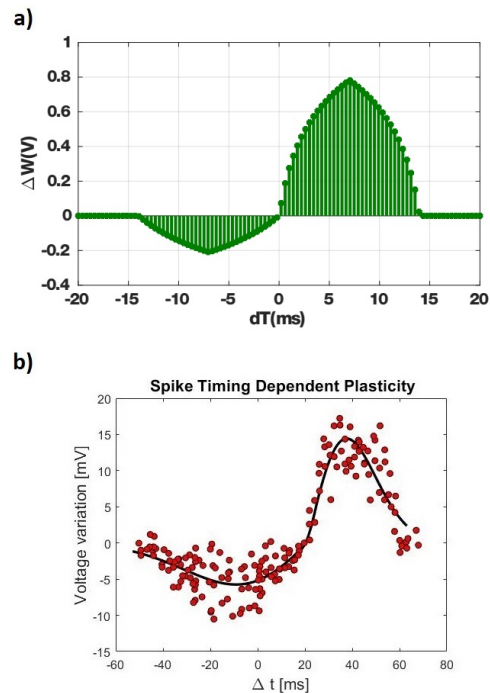 a)
1
0.8
0.6
0.4
0.2
0
-0.2
-0.4
ΔW(V)
-20 -15 -10 -5 0 5 10 15 20
dT(ms)
b)
Spike Timing Dependent Plasticity
20
15
10
5
0
-5
-10
-15
Voltage variation [mV]
-60 -40 -20 0 20 40 60 80
Δ t [ms]